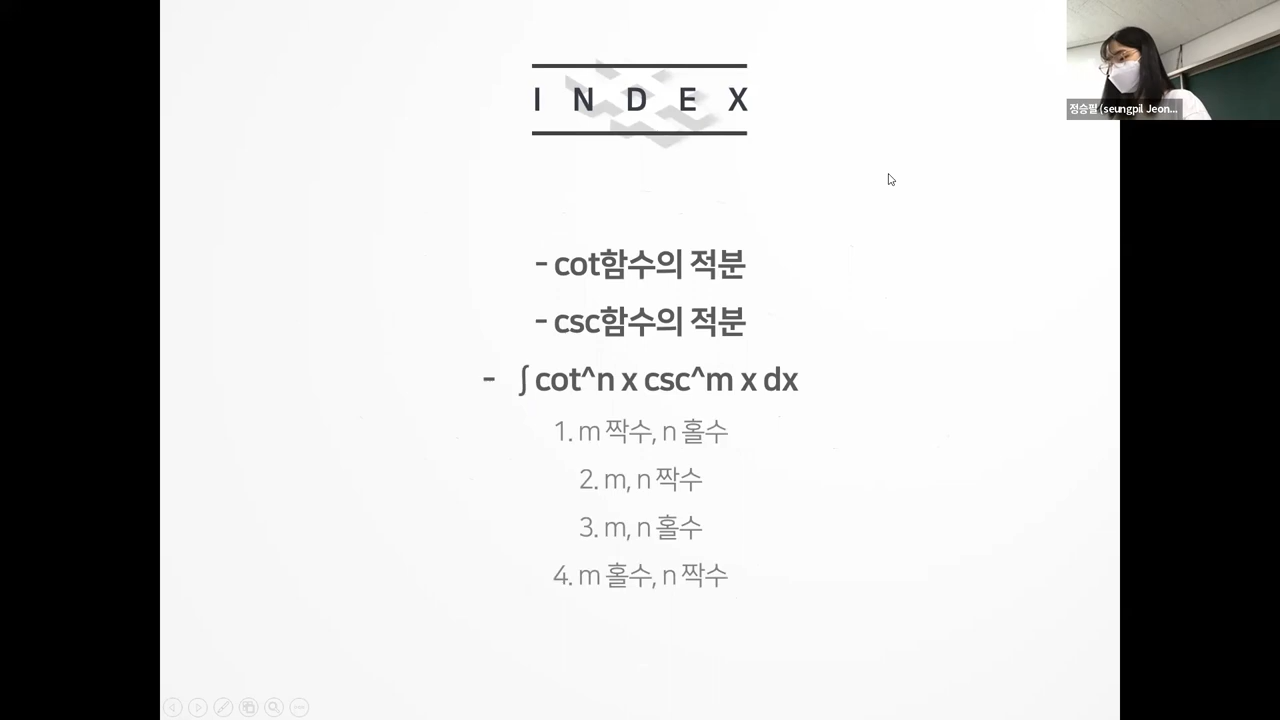 INDEX
정승필 (seungpil Jeon...
- cot함수의 적분
- csc함수의 적분
- ∫ cot^n x csc^m x dx
1. m 짝수, n 홀수
2. m, n 짝수
3. m, n 홀수
4. m 홀수, n 짝수